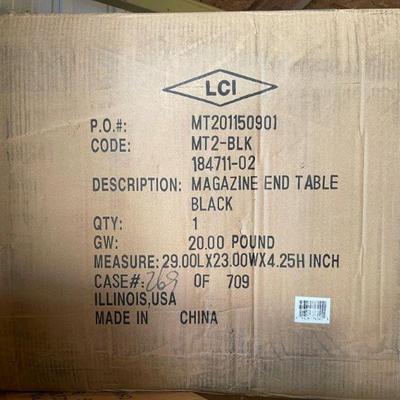 LCI
P.O.#: MT201150901
CODE: MT2-BLK
184711-02
DESCRIPTION: MAGAZINE END TABLE
BLACK
QTY: 1
GW: 20.00 POUND
MEASURE: 29.00LX23.00WX4.25H INCH
CASE#: 269 OF 709
ILLINOIS,USA
MADE IN CHINA